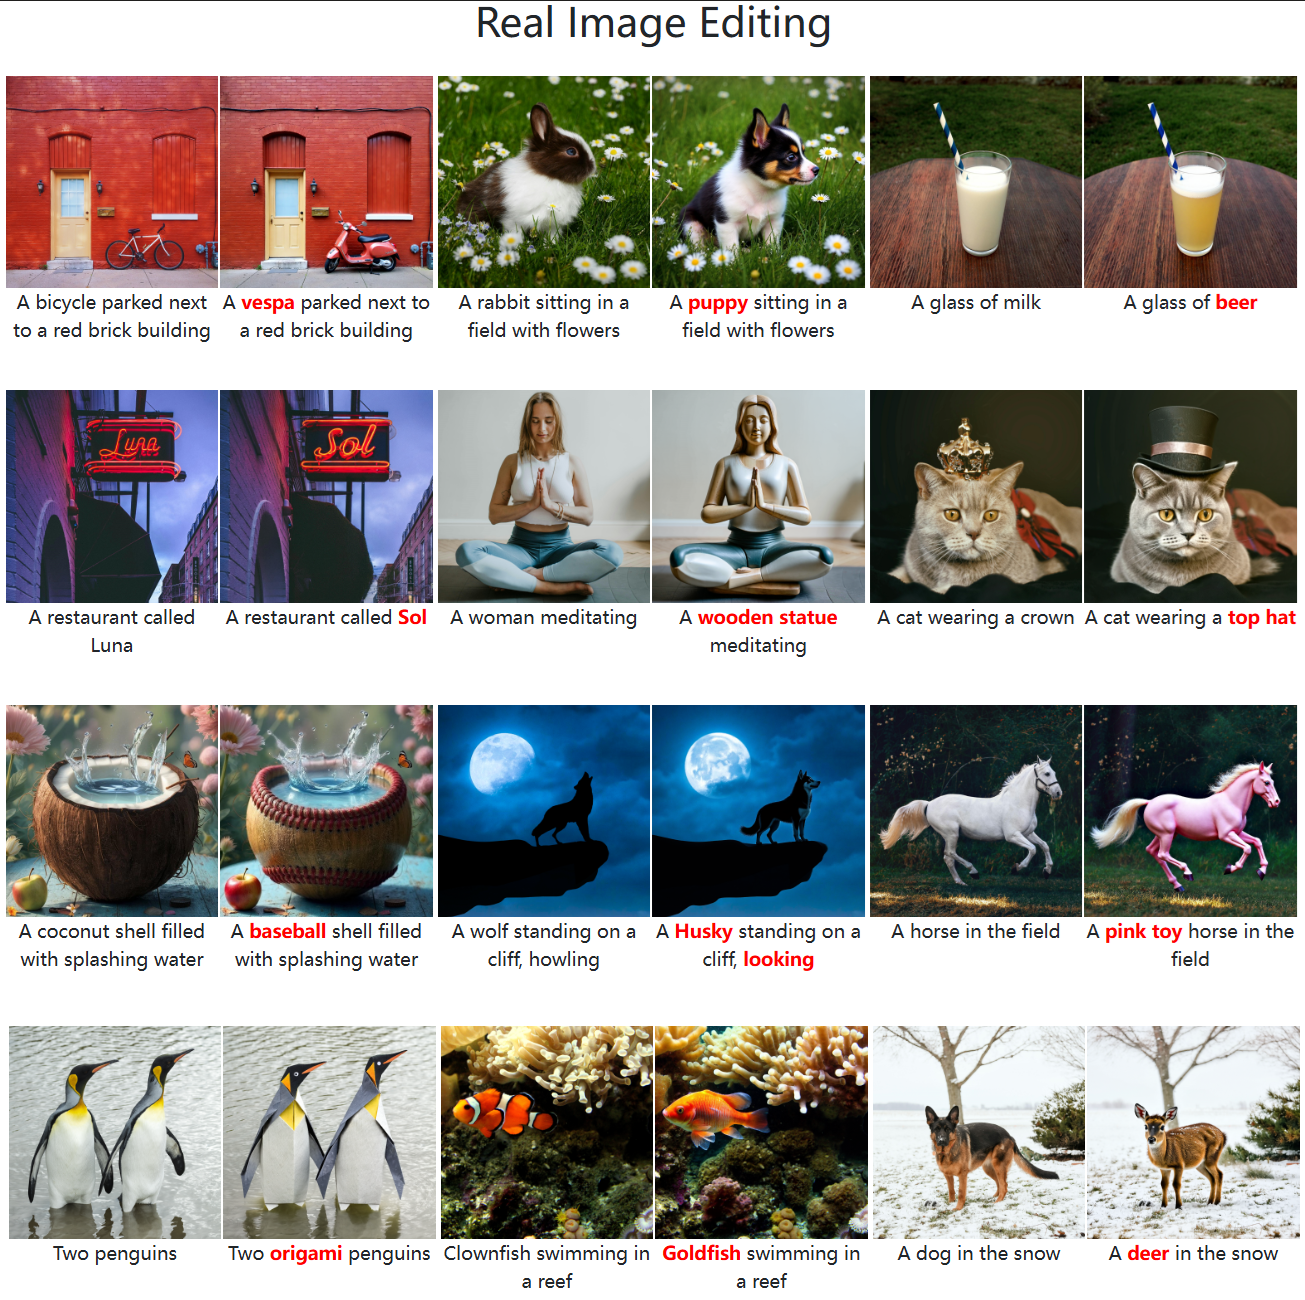 Real Image Editing
A bicycle parked next
to a red brick building
A vespa parked next to
a red brick building
A rabbit sitting in a
field with flowers
A puppy sitting in a
field with flowers
A glass of milk
A glass of beer
Luna
Sol
A restaurant called
Luna
A restaurant called Sol
A woman meditating
A wooden statue
meditating
A cat wearing a crown
A cat wearing a top hat
A coconut shell filled
with splashing water
A baseball shell filled
with splashing water
A wolf standing on a
cliff, howling
A Husky standing on a
cliff, looking
A horse in the field
A pink toy horse in the
field
Two penguins
Two origami penguins
Clownfish swimming in
a reef
Goldfish swimming in
a reef
A dog in the snow
A deer in the snow